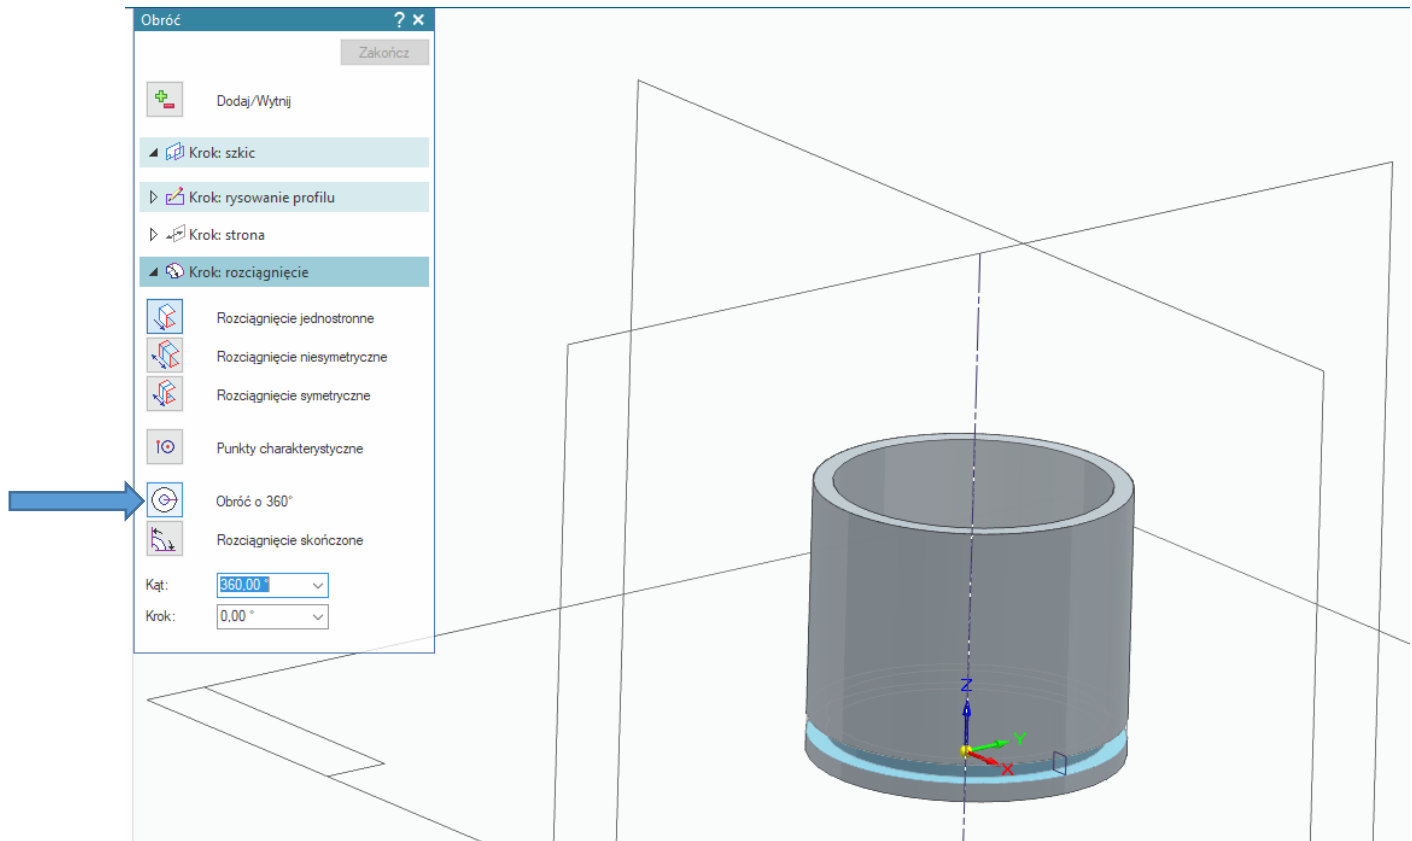 Obróć ? ×
Zakończ
Dodaj/Wytnij
Krok: szkic
Krok: rysowanie profilu
Krok: strona
Krok: rozciągnięcie
Rozciągnięcie jednostronne
Rozciągnięcie niesymetryczne
Rozciągnięcie symetryczne
Punkty charakterystyczne
Obróć o 360°
Rozciągnięcie skończone
Kąt: 360,00 °
Krok: 0,00 °
Z
Y
X